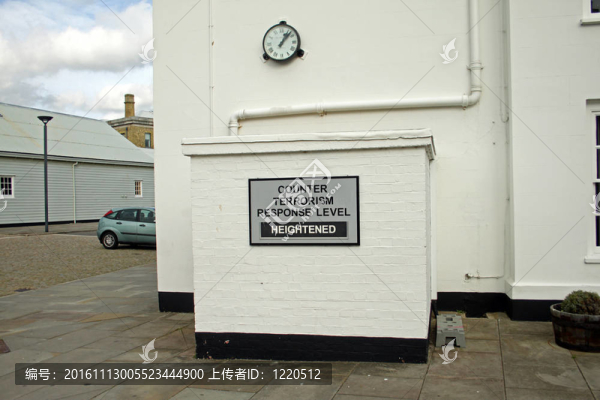 COUNTER
TERRORISM
RESPONSE LEVEL
HEIGHTENED
编号:20161113005523444900 上传者ID:1220512